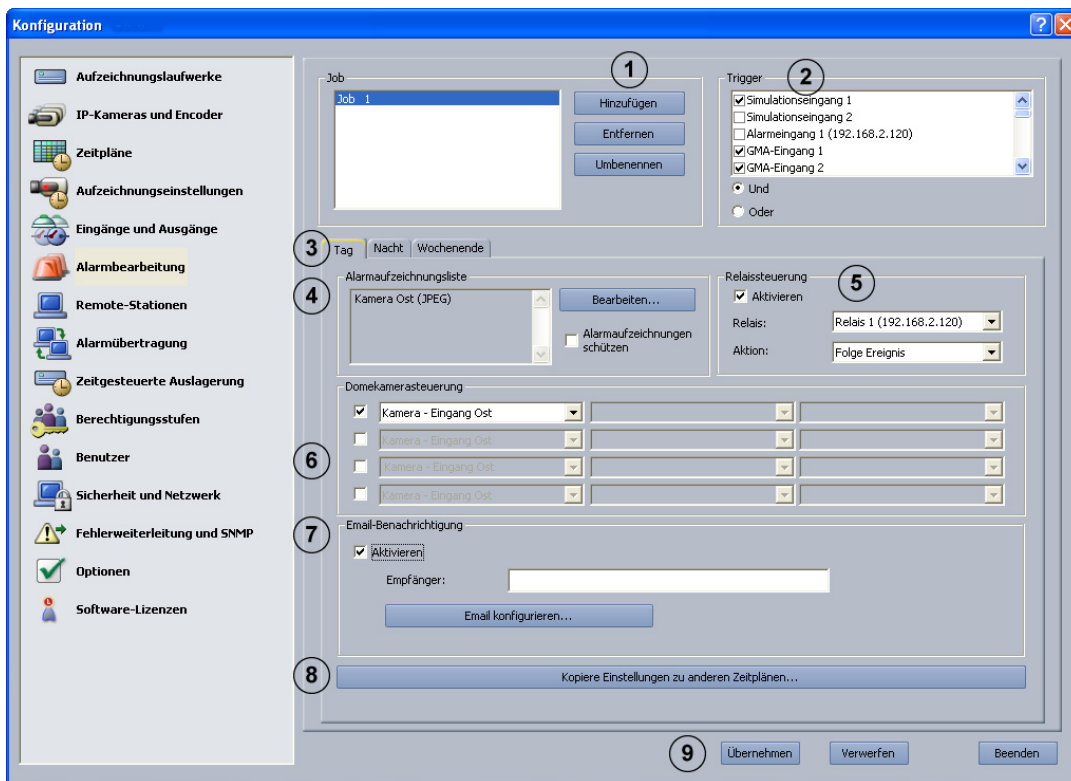 Konfiguration
Aufzeichnungslaufwerke
IP-Kameras und Encoder
Zeitpläne
Aufzeichnungseinstellungen
Eingänge und Ausgänge
Alarmbearbeitung
Remote-Stationen
Alarmübertragung
Zeitgesteuerte Auslagerung
Berechtigungsstufen
Benutzer
Sicherheit und Netzwerk
Fehlerweiterleitung und SNMP
Optionen
Software-Lizenzen
Job
1
Job 1
Hinzufügen
Entfernen
Umbenennen
Trigger
2
Simulationseingang 1
Simulationseingang 2
Alarmeingang 1 (192.168.2.120)
GMA-Eingang 1
GMA-Eingang 2
Und
Oder
3
Tag
Nacht
Wochenende
4
Alarmaufzeichnungsliste
Kamera Ost (JPEG)
Bearbeiten...
Alarmaufzeichnungen
schützen
Relaissteuerung
5
Aktivieren
Relais:
Relais 1 (192.168.2.120)
Aktion:
Folge Ereignis
Domekamerasteuerung
Kamera - Eingang Ost
Kamera - Eingang Ost
6
Kamera - Eingang Ost
Kamera - Eingang Ost
7
Email-Benachrichtigung
Aktivieren
Empfänger:
Email konfigurieren...
8
Kopiere Einstellungen zu anderen Zeitplänen...
9
Übernehmen
Verwerfen
Beenden